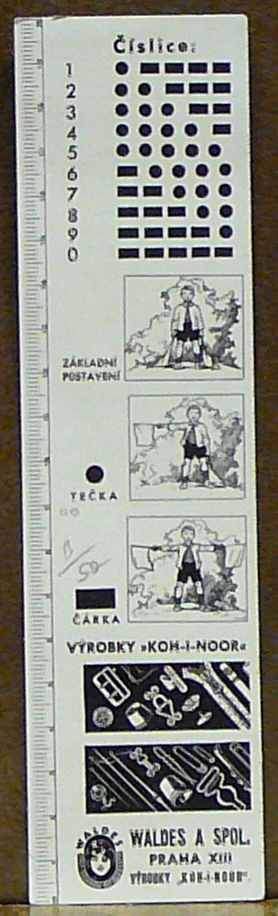 Číslice:
1
2
3
4
5
6
7
8
9
0
ZÁKLADNÍ
POSTAVENÍ
TEČKA
ČÁRKA
VÝROBKY »KOH-I-NOOR«
WALDES
WALDES A SPOL.
PRAHA XIII
VÝROBKY „KOH-I-NOOR"